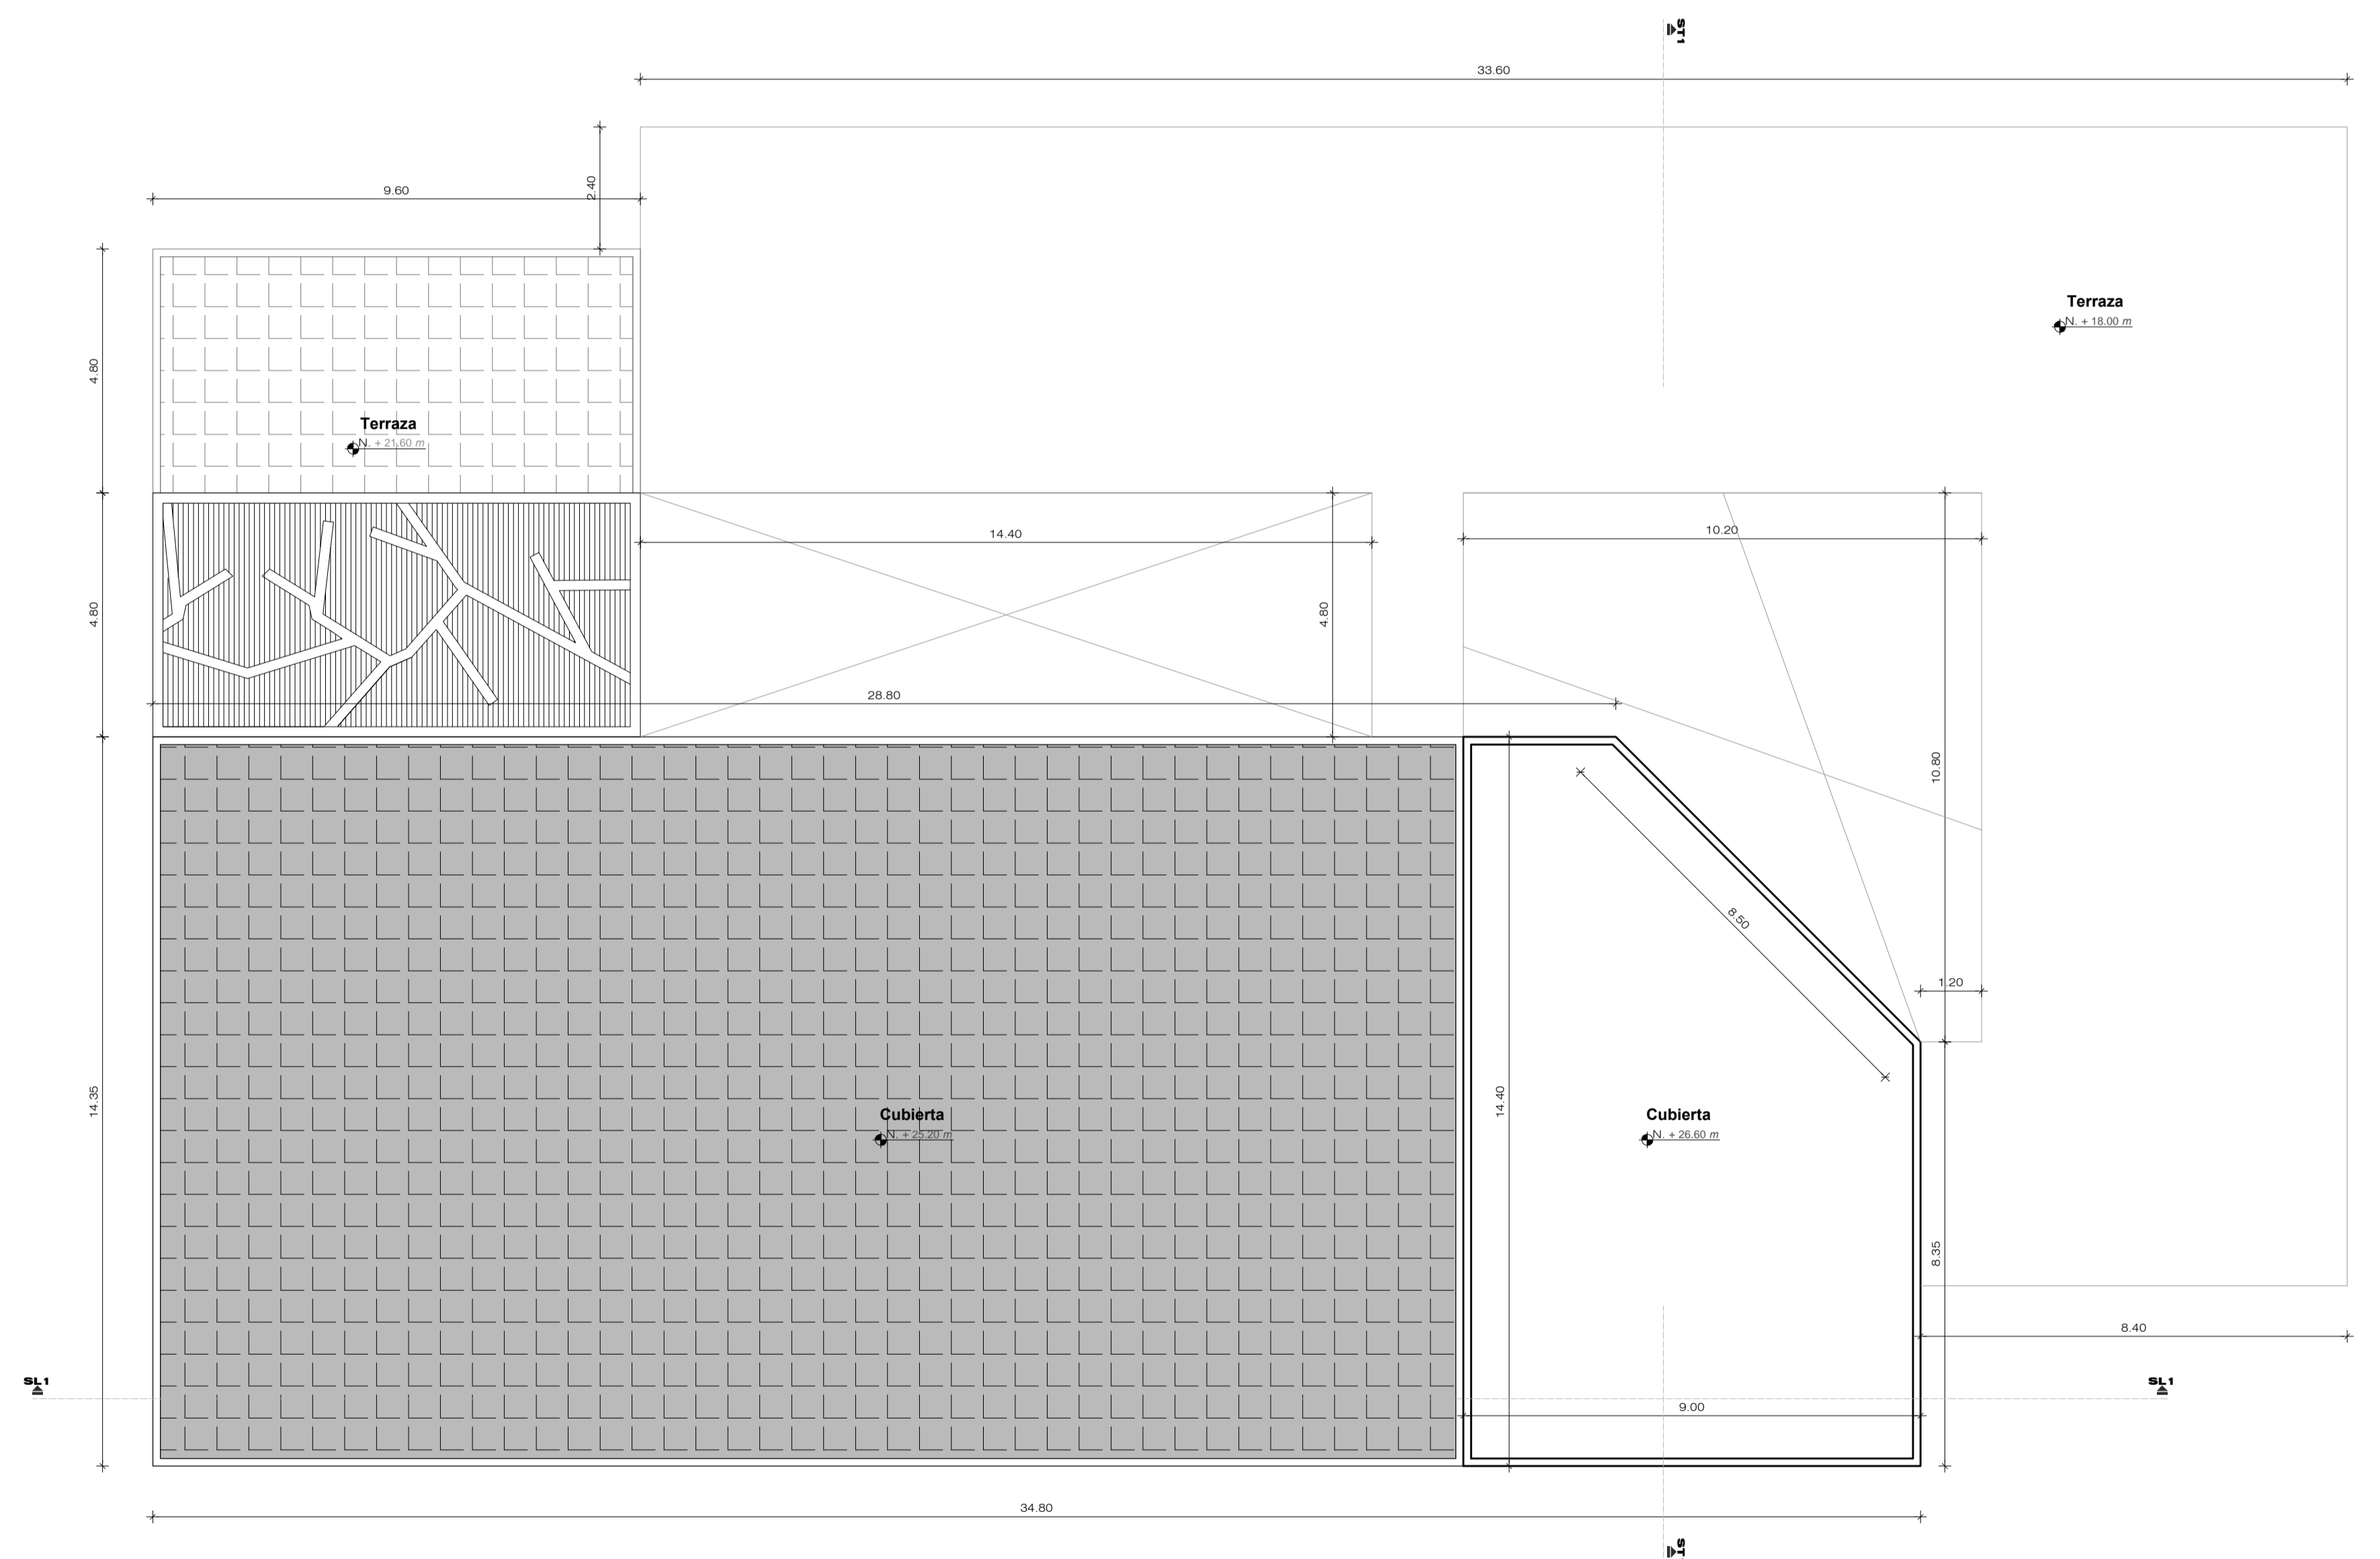 ST1
33.60
9.60
2.40
Terraza
N. + 18.00 m
4.80
Terraza
N. + 21.60 m
14.40
10.20
4.80
4.80
28.80
10.80
8.50
1.20
14.35
14.40
Cubierta
N. + 25.20 m
Cubierta
N. + 26.60 m
8.35
8.40
SL1
SL1
9.00
34.80
ST